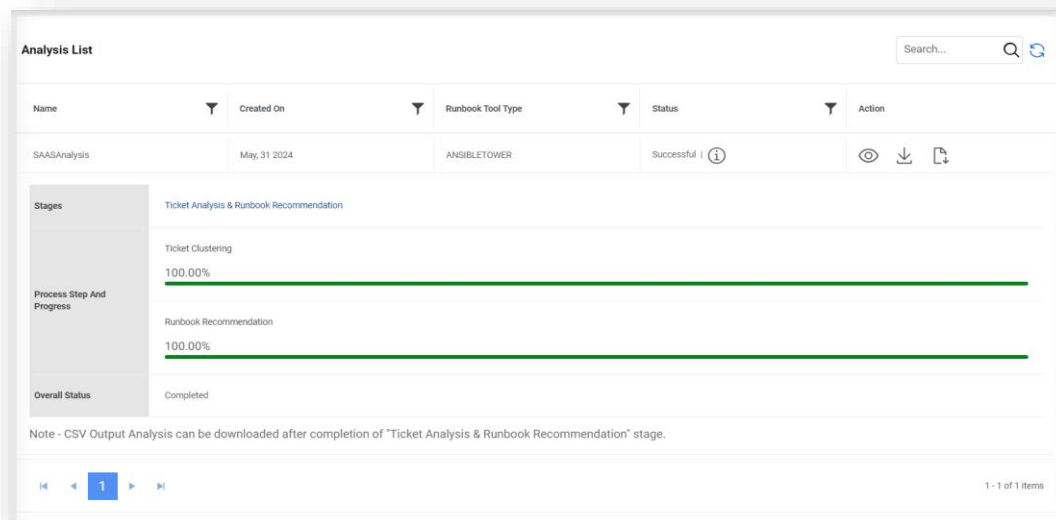 Analysis List
Search...
Name
Created On
Runbook Tool Type
Status
Action
SAASAnalysis
May, 31 2024
ANSIBLETOWER
Successful |
Stages
Ticket Analysis & Runbook Recommendation
Process Step And
Progress
Ticket Clustering
100.00%
Runbook Recommendation
100.00%
Overall Status
Completed
Note - CSV Output Analysis can be downloaded after completion of "Ticket Analysis & Runbook Recommendation" stage.
1
1 - 1 of 1 items